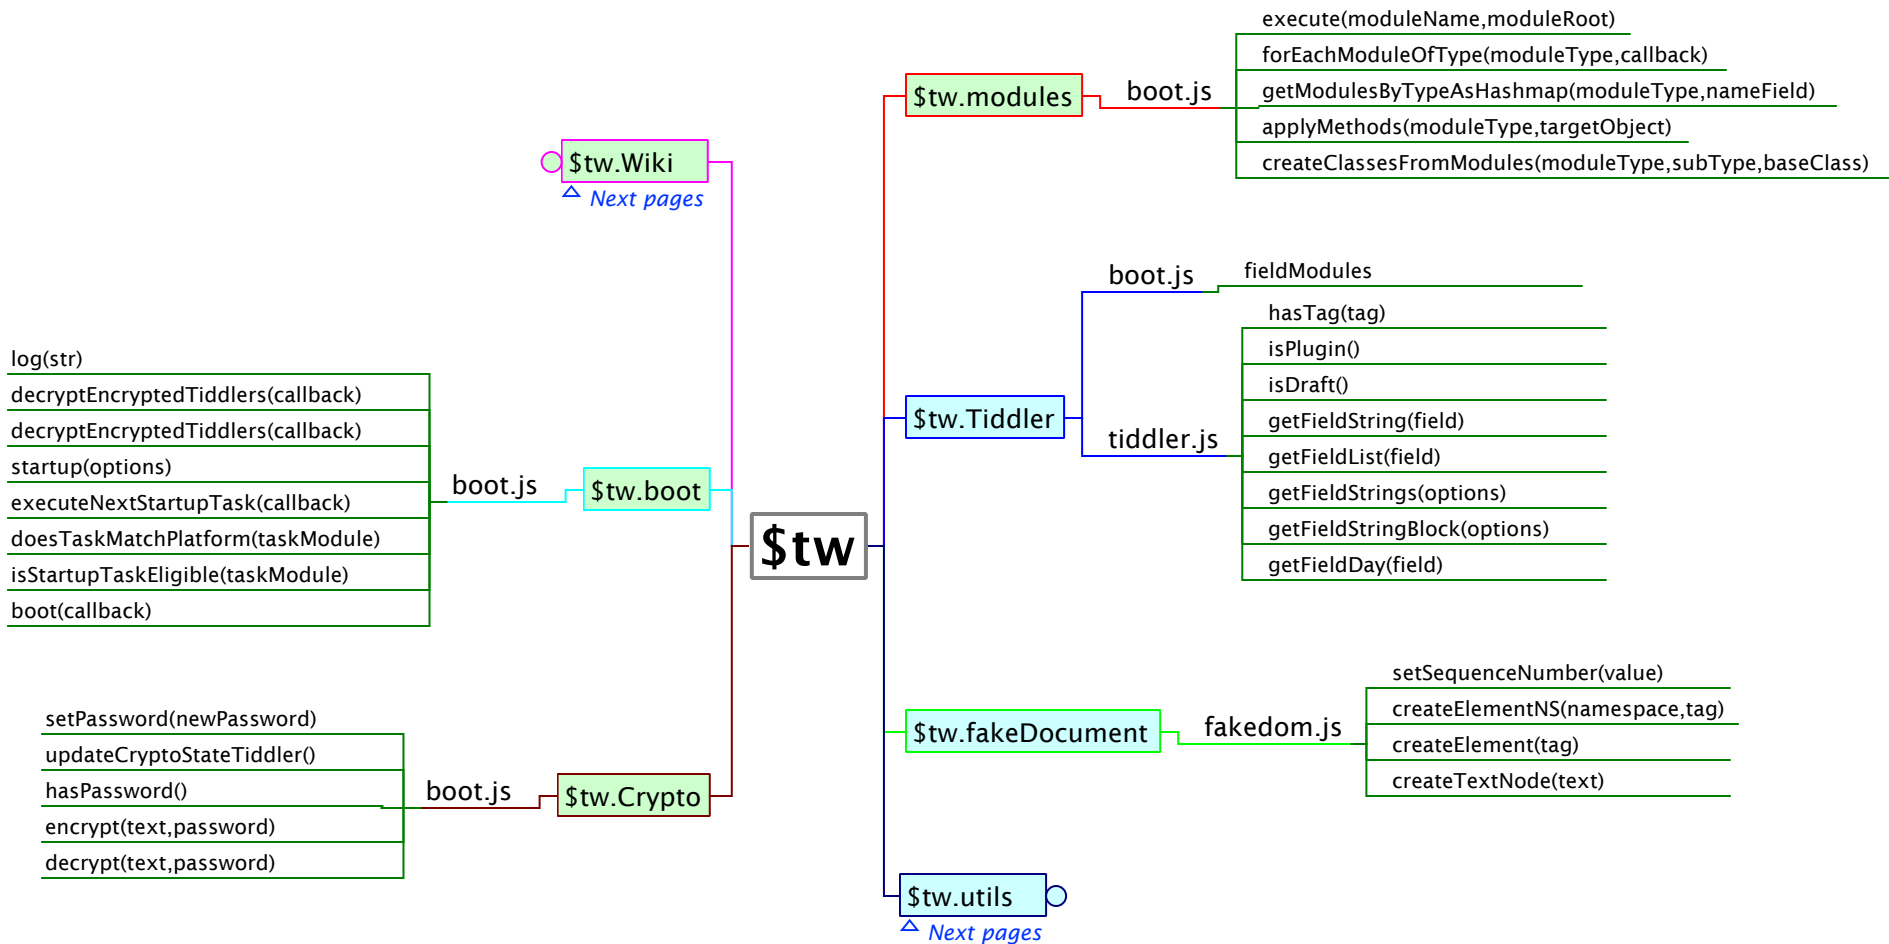 $tw
$tw.Wiki
Next pages
$tw.boot
boot.js
log(str)
decryptEncryptedTiddlers(callback)
decryptEncryptedTiddlers(callback)
startup(options)
executeNextStartupTask(callback)
doesTaskMatchPlatform(taskModule)
isStartupTaskEligible(taskModule)
boot(callback)
$tw.Crypto
boot.js
setPassword(newPassword)
updateCryptoStateTiddler()
hasPassword()
encrypt(text,password)
decrypt(text,password)
$tw.modules
boot.js
execute(moduleName,moduleRoot)
forEachModuleOfType(moduleType,callback)
getModulesByTypeAsHashmap(moduleType,nameField)
applyMethods(moduleType,targetObject)
createClassesFromModules(moduleType,subType,baseClass)
$tw.Tiddler
boot.js
fieldModules
tiddler.js
hasTag(tag)
isPlugin()
isDraft()
getFieldString(field)
getFieldList(field)
getFieldStrings(options)
getFieldStringBlock(options)
getFieldDay(field)
$tw.fakeDocument
fakedom.js
setSequenceNumber(value)
createElementNS(namespace,tag)
createElement(tag)
createTextNode(text)
$tw.utils
Next pages